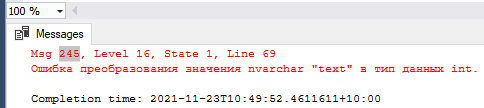 100 %
Messages
Msg 245, Level 16, State 1, Line 69
Ошибка преобразования значения nvarchar "text" в тип данных int.
Completion time: 2021-11-23T10:49:52.4611611+10:00